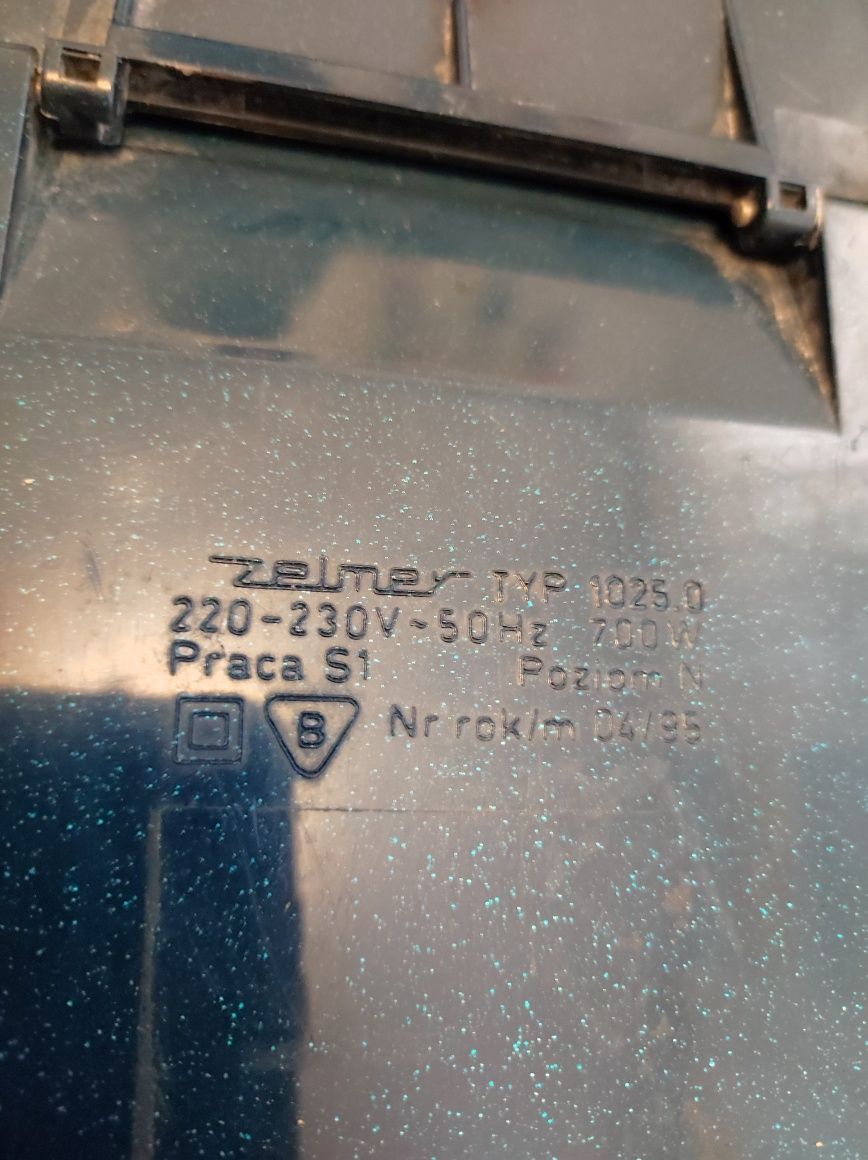 zelmer TYP 1025.0
220-230V~50Hz 700W
Praca S1 Poziom N
B Nr rok/m 04/95